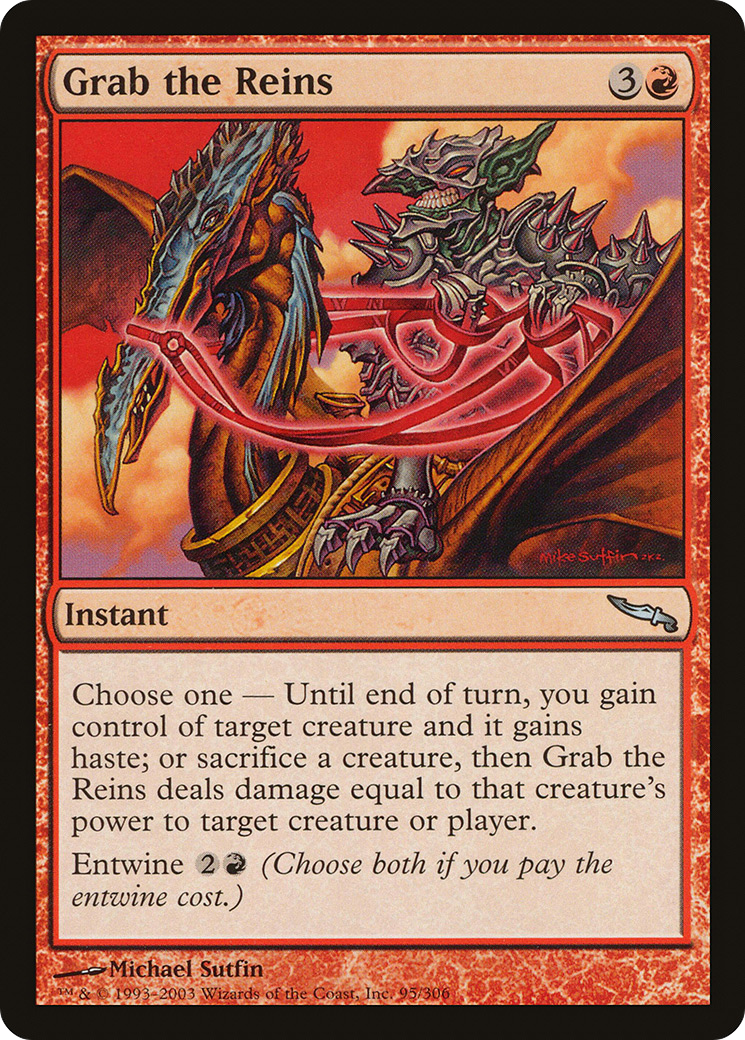 Grab the Reins 3
Mike Sutfin 2K2
Instant
Choose one — Until end of turn, you gain
control of target creature and it gains
haste; or sacrifice a creature, then Grab the
Reins deals damage equal to that creature's
power to target creature or player.
Entwine 2 (Choose both if you pay the
entwine cost.)
Michael Sutfin
™ & © 1993–2003 Wizards of the Coast, Inc. 95/306